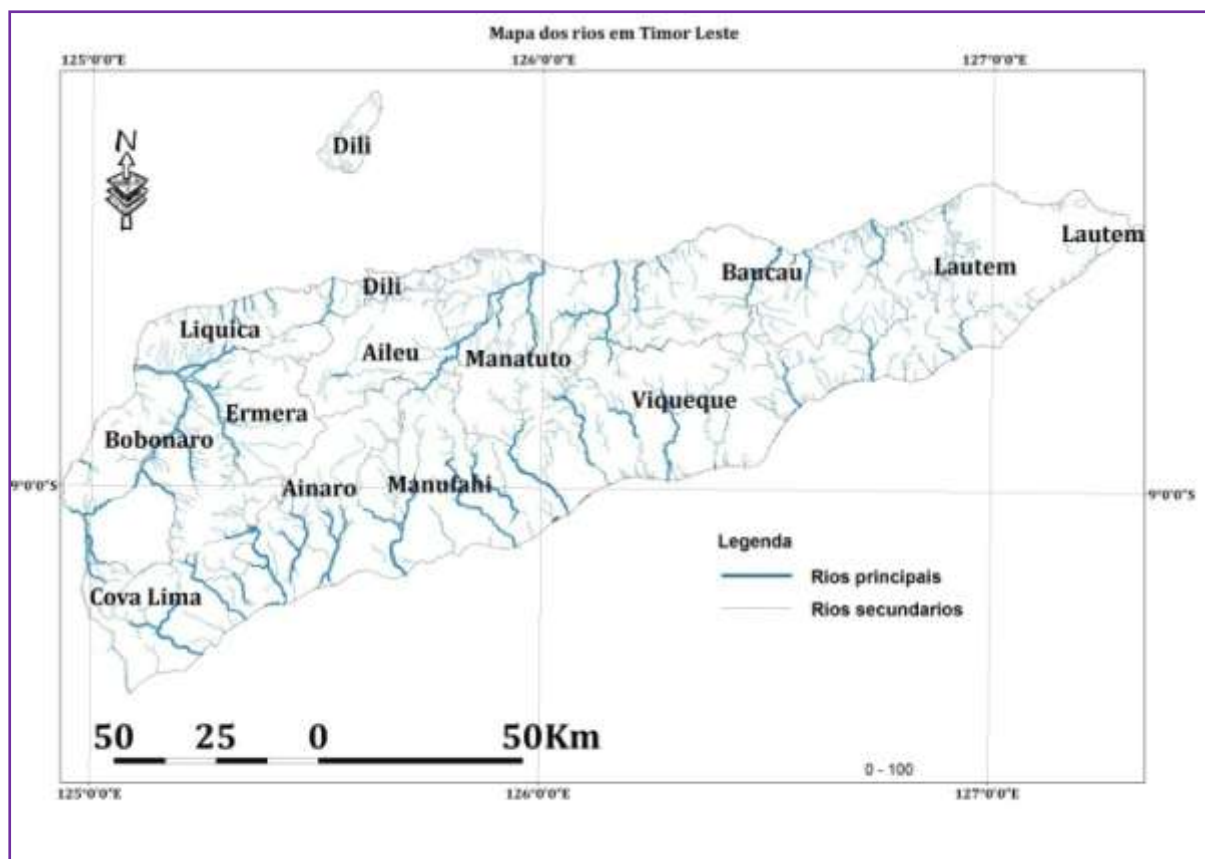 Mapa dos rios em Timor Leste
125°0'0"E 126°0'0"E 127°0'0"E
N
Dili
Lautem
Lautem
Baucau
Dili
Liquica
Aileu
Manatuto
Viqueque
Ermera
Bobonaro
Ainaro
Manufahi
9°0'0"S 9°0'0"S
Legenda
Rios principais
Rios secundarios
Cova Lima
50 25 0 50Km
0 - 100
125°0'0"E 126°0'0"E 127°0'0"E